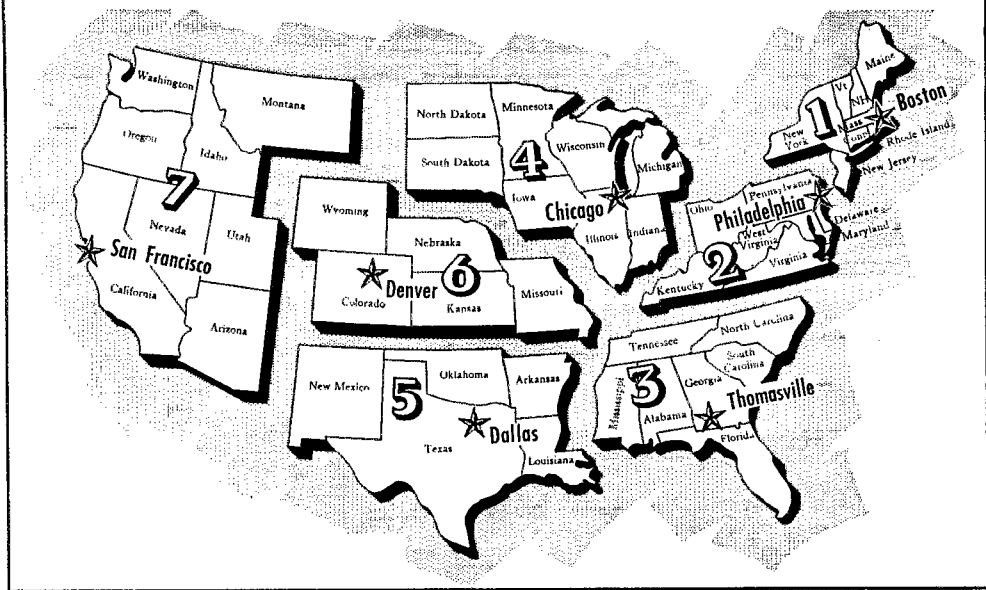 Washington
Montana
Oregon
Idaho
7
Nevada
Utah
San Francisco
California
Arizona
North Dakota
Minnesota
South Dakota
4
Wisconsin
Michigan
Iowa
Chicago
Illinois
Indiana
Maine
Vt
NH
1
Boston
Mass
New
York
Conn
Rhode Island
New Jersey
Ohio
Pennsylvania
Philadelphia
Delaware
Maryland
West
Virginia
2
Virginia
Kentucky
Wyoming
Nebraska
6
Denver
Colorado
Kansas
Missouri
New Mexico
Oklahoma
Arkansas
5
Dallas
Texas
Louisiana
Tennessee
North Carolina
South
Carolina
3
Georgia
Mississippi
Alabama
Thomasville
Florida